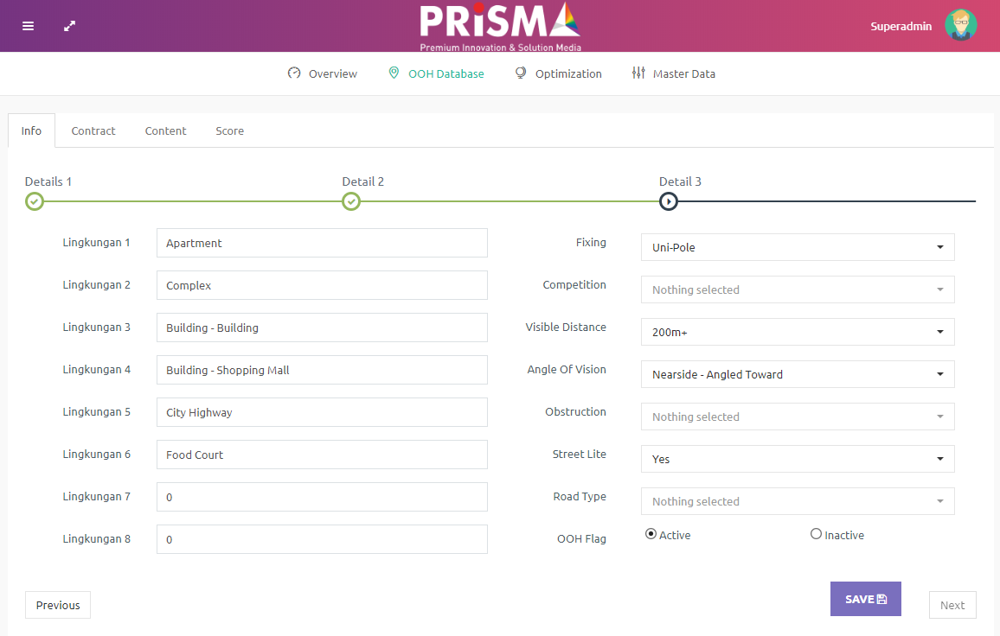 PRiSMA
Premium Innovation & Solution Media
Superadmin
Overview
OOH Database
Optimization
Master Data
Info
Contract
Content
Score
Details 1
Detail 2
Detail 3
Lingkungan 1
Apartment
Lingkungan 2
Complex
Lingkungan 3
Building - Building
Lingkungan 4
Building - Shopping Mall
Lingkungan 5
City Highway
Lingkungan 6
Food Court
Lingkungan 7
0
Lingkungan 8
0
Fixing
Uni-Pole
Competition
Nothing selected
Visible Distance
200m+
Angle Of Vision
Nearside - Angled Toward
Obstruction
Nothing selected
Street Lite
Yes
Road Type
Nothing selected
OOH Flag
Active
Inactive
Previous
SAVE
Next